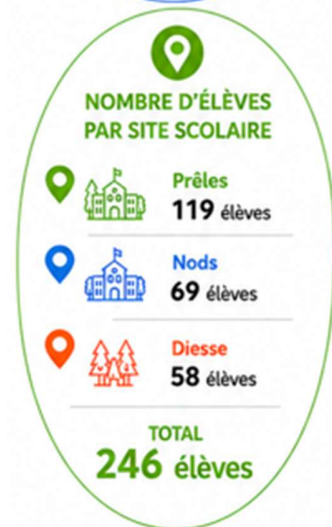 NOMBRE D'ÉLÈVES
PAR SITE SCOLAIRE
Prêles
119 élèves
Nods
69 élèves
Diesse
58 élèves
TOTAL
246 élèves